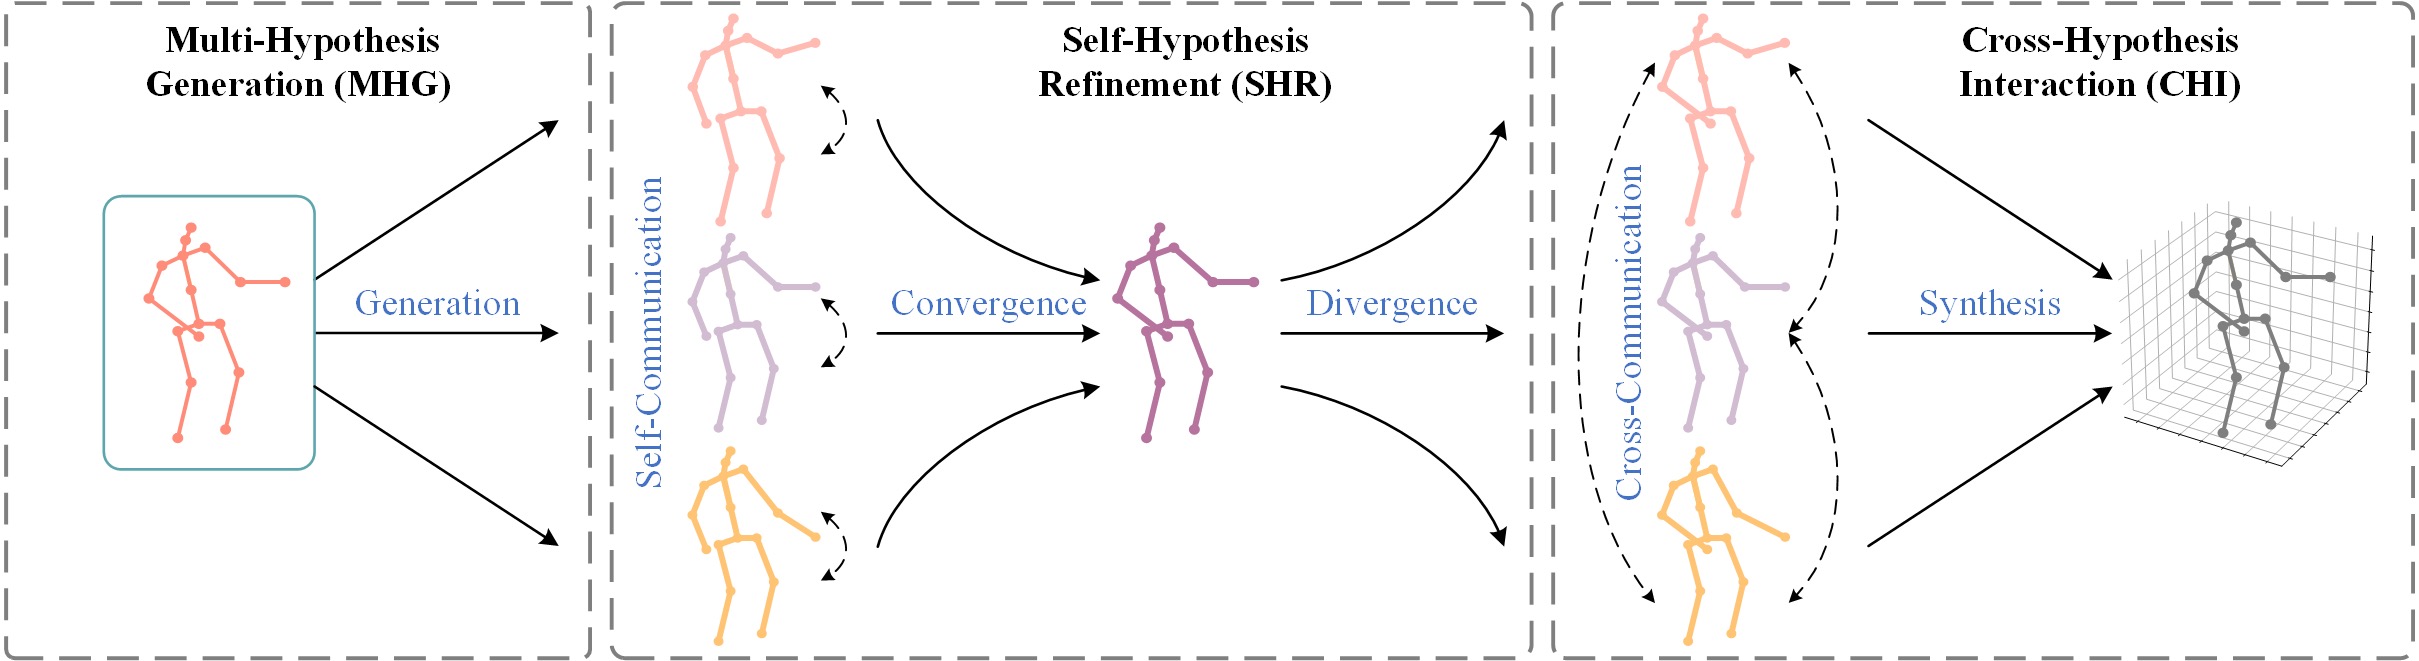 Multi-Hypothesis
Generation (MHG)
Generation
Self-Hypothesis
Refinement (SHR)
Self-Communication
Convergence
Divergence
Cross-Hypothesis
Interaction (CHI)
Cross-Communication
Synthesis